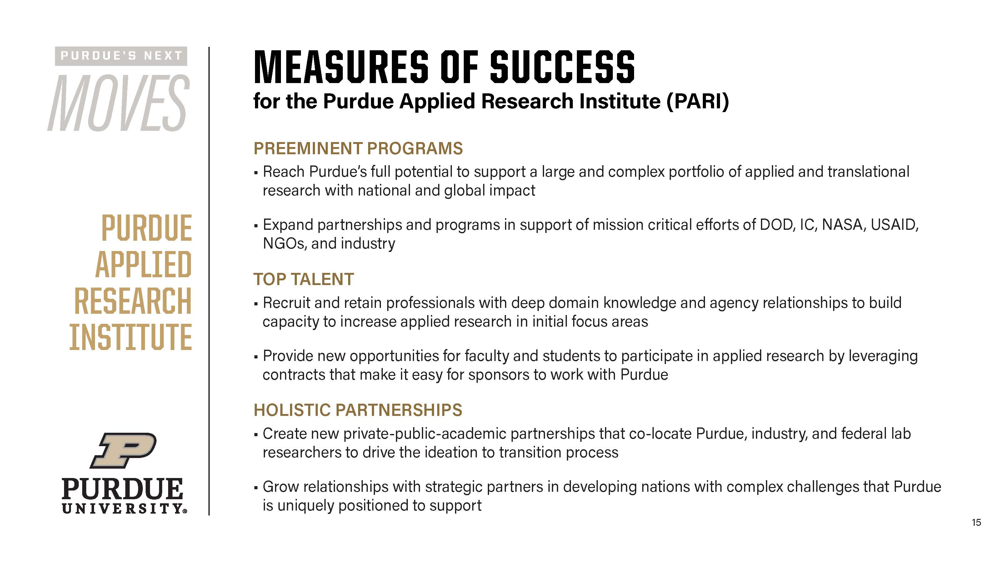 PURDUE’S NEXT
MOVES
PURDUE
APPLIED
RESEARCH
INSTITUTE
PURDUE
UNIVERSITY®
MEASURES OF SUCCESS
for the Purdue Applied Research Institute (PARI)
PREEMINENT PROGRAMS
▪ Reach Purdue’s full potential to support a large and complex portfolio of applied and translational
research with national and global impact
▪ Expand partnerships and programs in support of mission critical efforts of DOD, IC, NASA, USAID,
NGOs, and industry
TOP TALENT
▪ Recruit and retain professionals with deep domain knowledge and agency relationships to build
capacity to increase applied research in initial focus areas
▪ Provide new opportunities for faculty and students to participate in applied research by leveraging
contracts that make it easy for sponsors to work with Purdue
HOLISTIC PARTNERSHIPS
▪ Create new private-public-academic partnerships that co-locate Purdue, industry, and federal lab
researchers to drive the ideation to transition process
▪ Grow relationships with strategic partners in developing nations with complex challenges that Purdue
is uniquely positioned to support
15